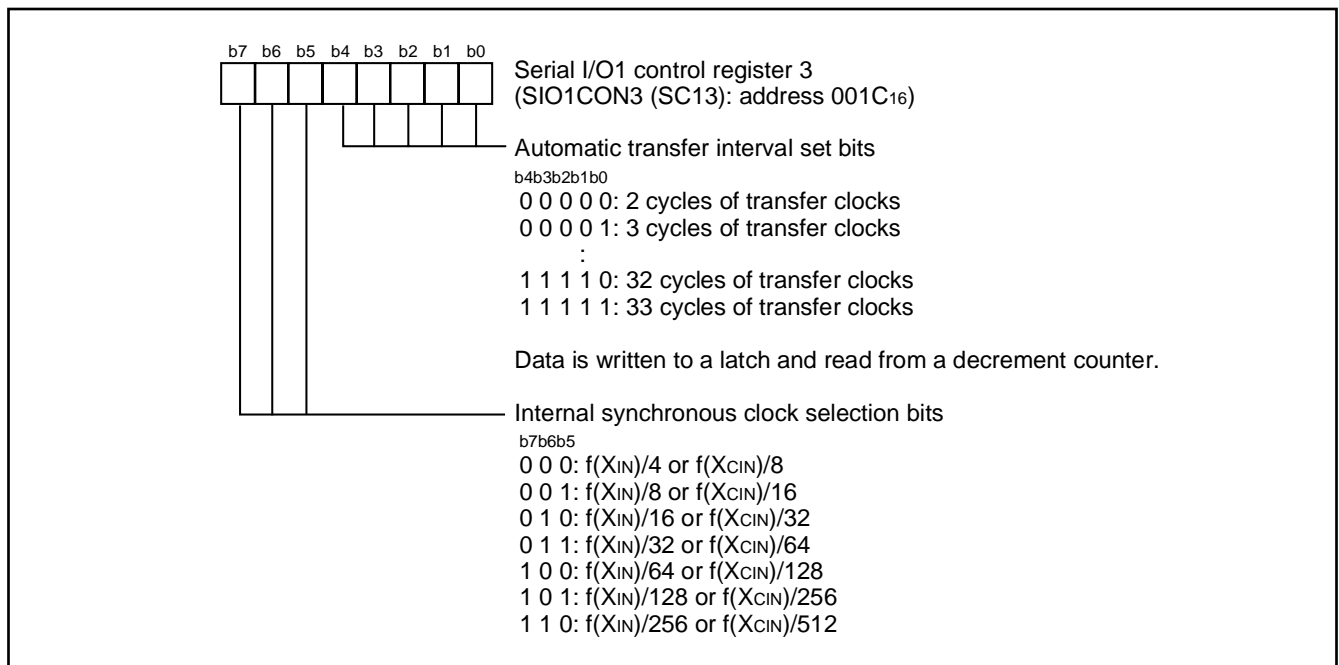 b7 b6 b5 b4 b3 b2 b1 b0
Serial I/O1 control register 3
(SIO1CON3 (SC13): address 001C16)
Automatic transfer interval set bits
b4b3b2b1b0
0 0 0 0 0: 2 cycles of transfer clocks
0 0 0 0 1: 3 cycles of transfer clocks
:
1 1 1 1 0: 32 cycles of transfer clocks
1 1 1 1 1: 33 cycles of transfer clocks
Data is written to a latch and read from a decrement counter.
Internal synchronous clock selection bits
b7b6b5
0 0 0: f(XIN)/4 or f(XCIN)/8
0 0 1: f(XIN)/8 or f(XCIN)/16
0 1 0: f(XIN)/16 or f(XCIN)/32
0 1 1: f(XIN)/32 or f(XCIN)/64
1 0 0: f(XIN)/64 or f(XCIN)/128
1 0 1: f(XIN)/128 or f(XCIN)/256
1 1 0: f(XIN)/256 or f(XCIN)/512